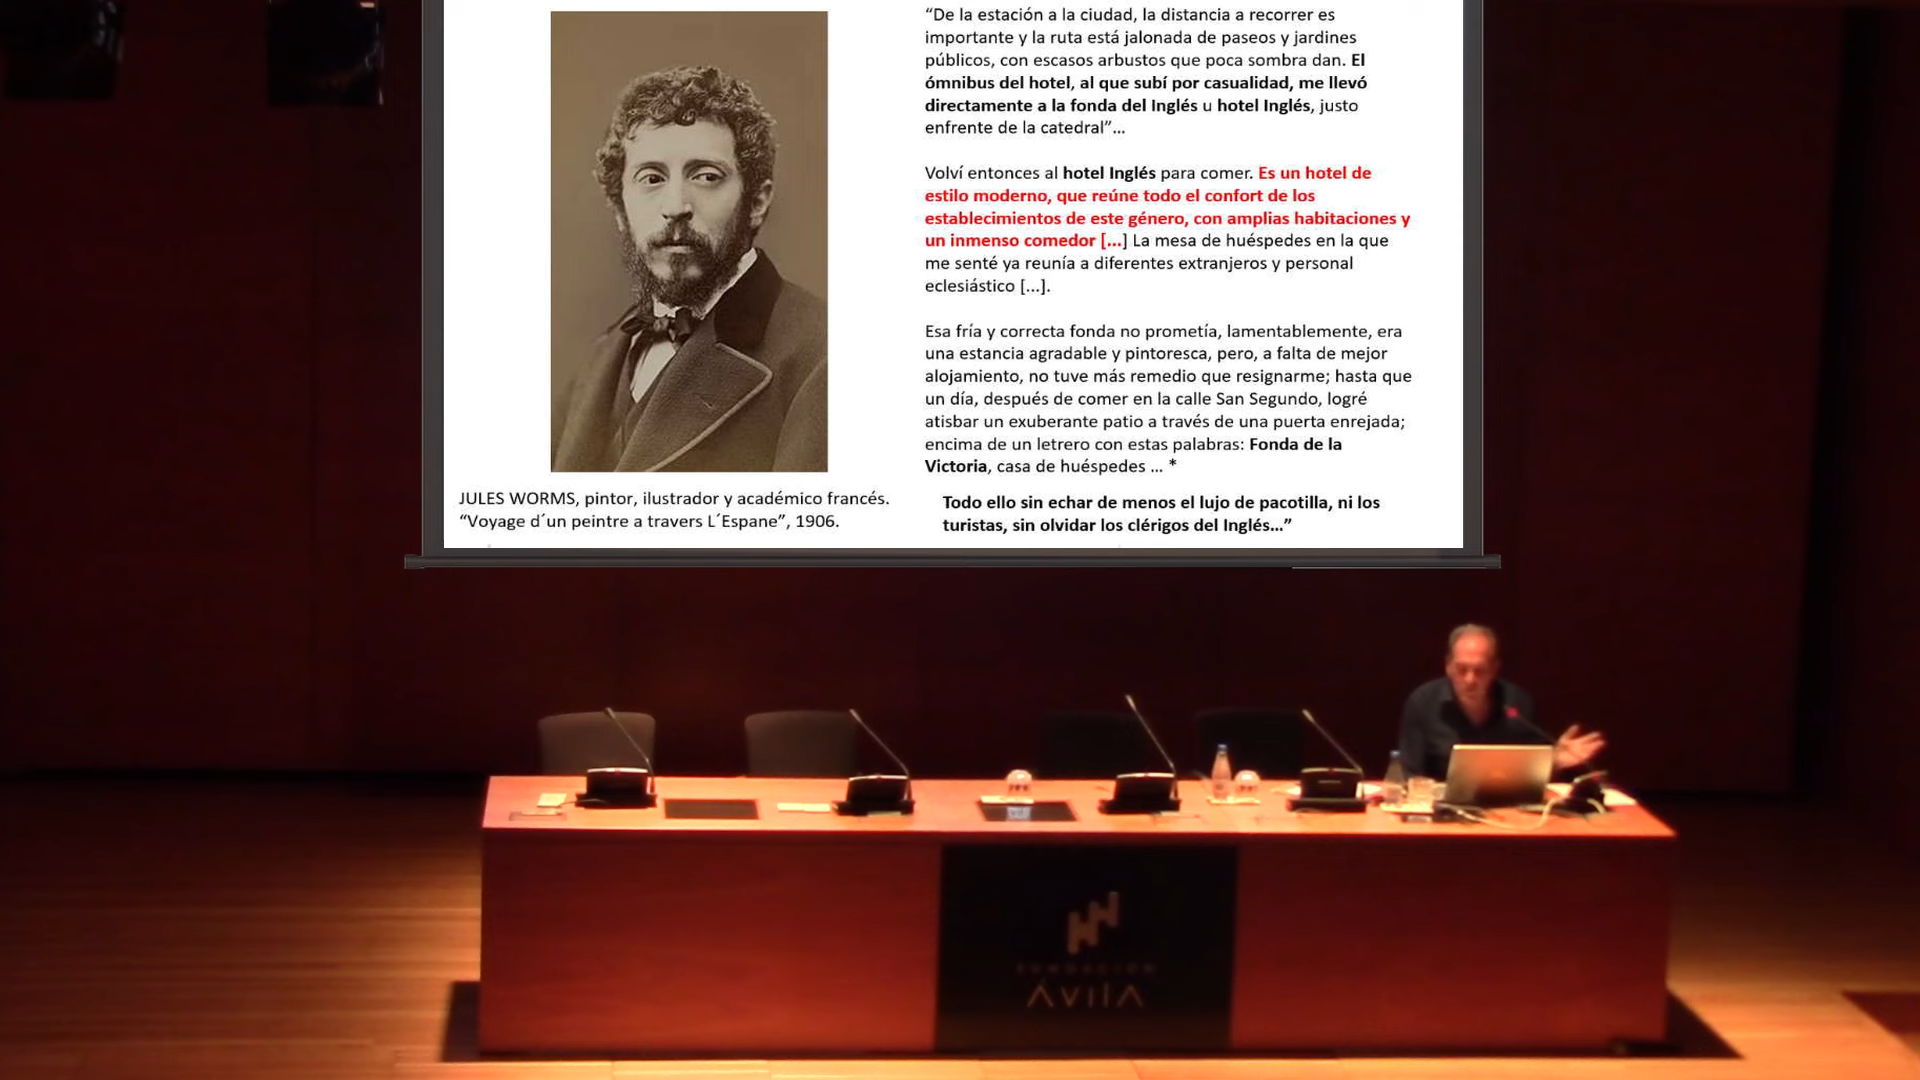 “De la estación a la ciudad, la distancia a recorrer es
importante y la ruta está jalonada de paseos y jardines
públicos, con escasos arbustos que poca sombra dan. El
ómnibus del hotel, al que subí por casualidad, me llevó
directamente a la fonda del Inglés u hotel Inglés, justo
enfrente de la catedral”...
Volví entonces al hotel Inglés para comer. Es un hotel de
estilo moderno, que reúne todo el confort de los
establecimientos de este género, con amplias habitaciones y
un inmenso comedor [...] La mesa de huéspedes en la que
me senté ya reunía a diferentes extranjeros y personal
eclesiástico [...].
Esa fría y correcta fonda no prometía, lamentablemente, era
una estancia agradable y pintoresca, pero, a falta de mejor
alojamiento, no tuve más remedio que resignarme; hasta que
un día, después de comer en la calle San Segundo, logré
atisbar un exuberante patio a través de una puerta enrejada;
encima de un letrero con estas palabras: Fonda de la
Victoria, casa de huéspedes ... *
Todo ello sin echar de menos el lujo de pacotilla, ni los
turistas, sin olvidar los clérigos del Inglés...”
JULES WORMS, pintor, ilustrador y académico francés.
“Voyage d´un peintre a travers L´Espane”, 1906.
FUNDACIÓN
ÁVILA